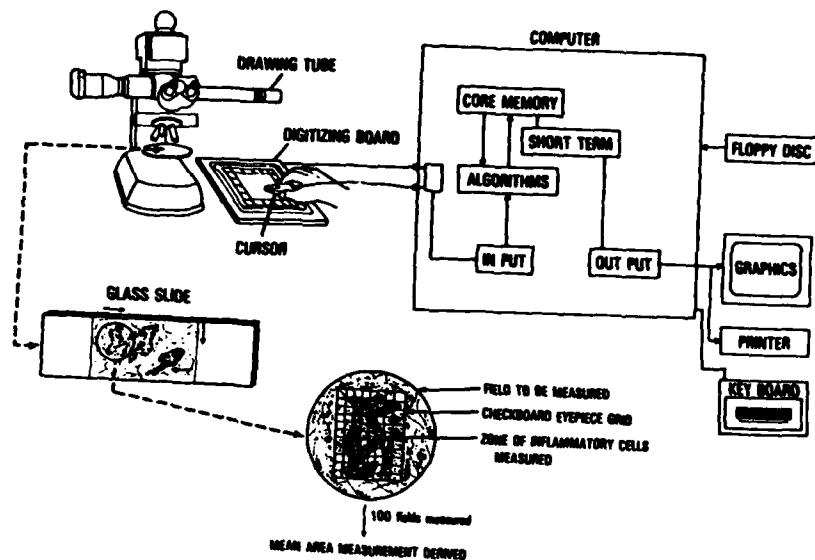 COMPUTER
DRAWING TUBE
CORE MEMORY
SHORT TERM
DIGITIZING BOARD
FLOPPY DISC
ALGORITHMS
CURSOR
IN PUT
OUT PUT
GRAPHICS
GLASS SLIDE
PRINTER
KEY BOARD
FIELD TO BE MEASURED
CHECKBOARD EYEPIECE GRID
ZONE OF INFLAMMATORY CELLS
MEASURED
100 fields measured
MEAN AREA MEASUREMENT DERIVED